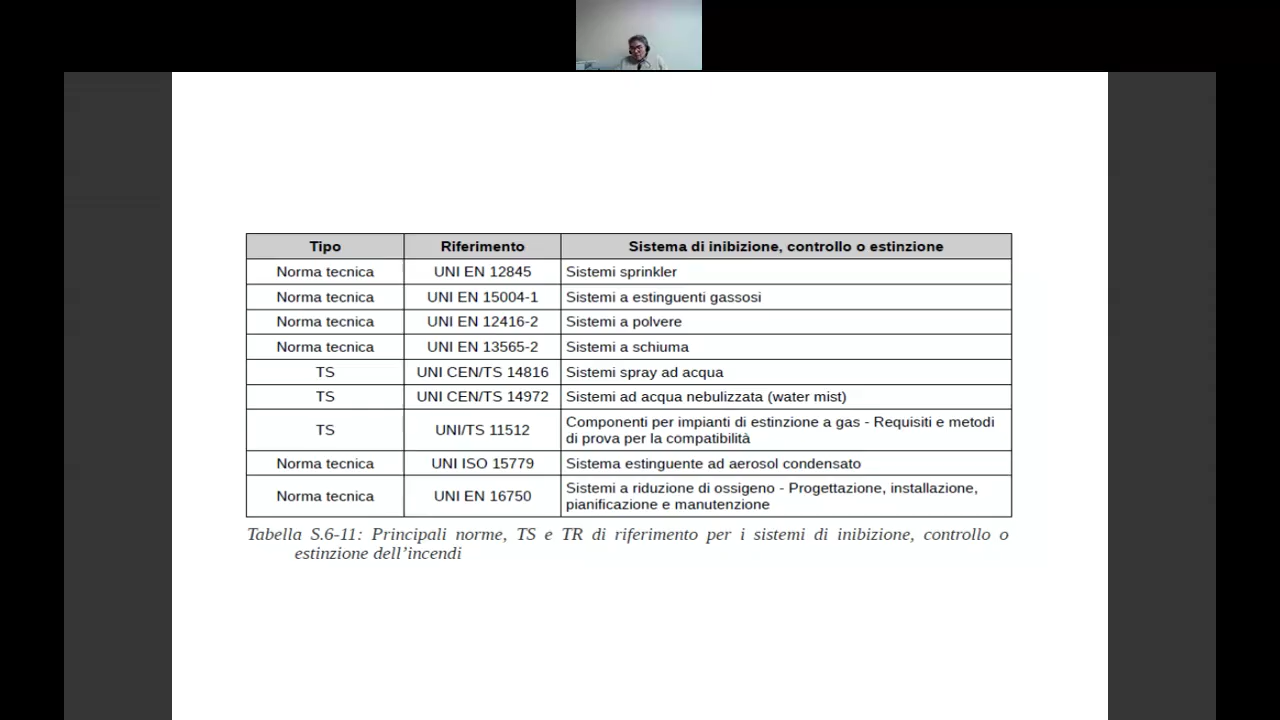 Tipo Riferimento Sistema di inibizione, controllo o estinzione
Norma tecnica UNI EN 12845 Sistemi sprinkler
Norma tecnica UNI EN 15004-1 Sistemi a estinguenti gassosi
Norma tecnica UNI EN 12416-2 Sistemi a polvere
Norma tecnica UNI EN 13565-2 Sistemi a schiuma
TS UNI CEN/TS 14816 Sistemi spray ad acqua
TS UNI CEN/TS 14972 Sistemi ad acqua nebulizzata (water mist)
TS UNI/TS 11512 Componenti per impianti di estinzione a gas - Requisiti e metodi
di prova per la compatibilità
Norma tecnica UNI ISO 15779 Sistema estinguente ad aerosol condensato
Norma tecnica UNI EN 16750 Sistemi a riduzione di ossigeno - Progettazione, installazione,
pianificazione e manutenzione
Tabella S.6-11: Principali norme, TS e TR di riferimento per i sistemi di inibizione, controllo o
estinzione dell'incendi